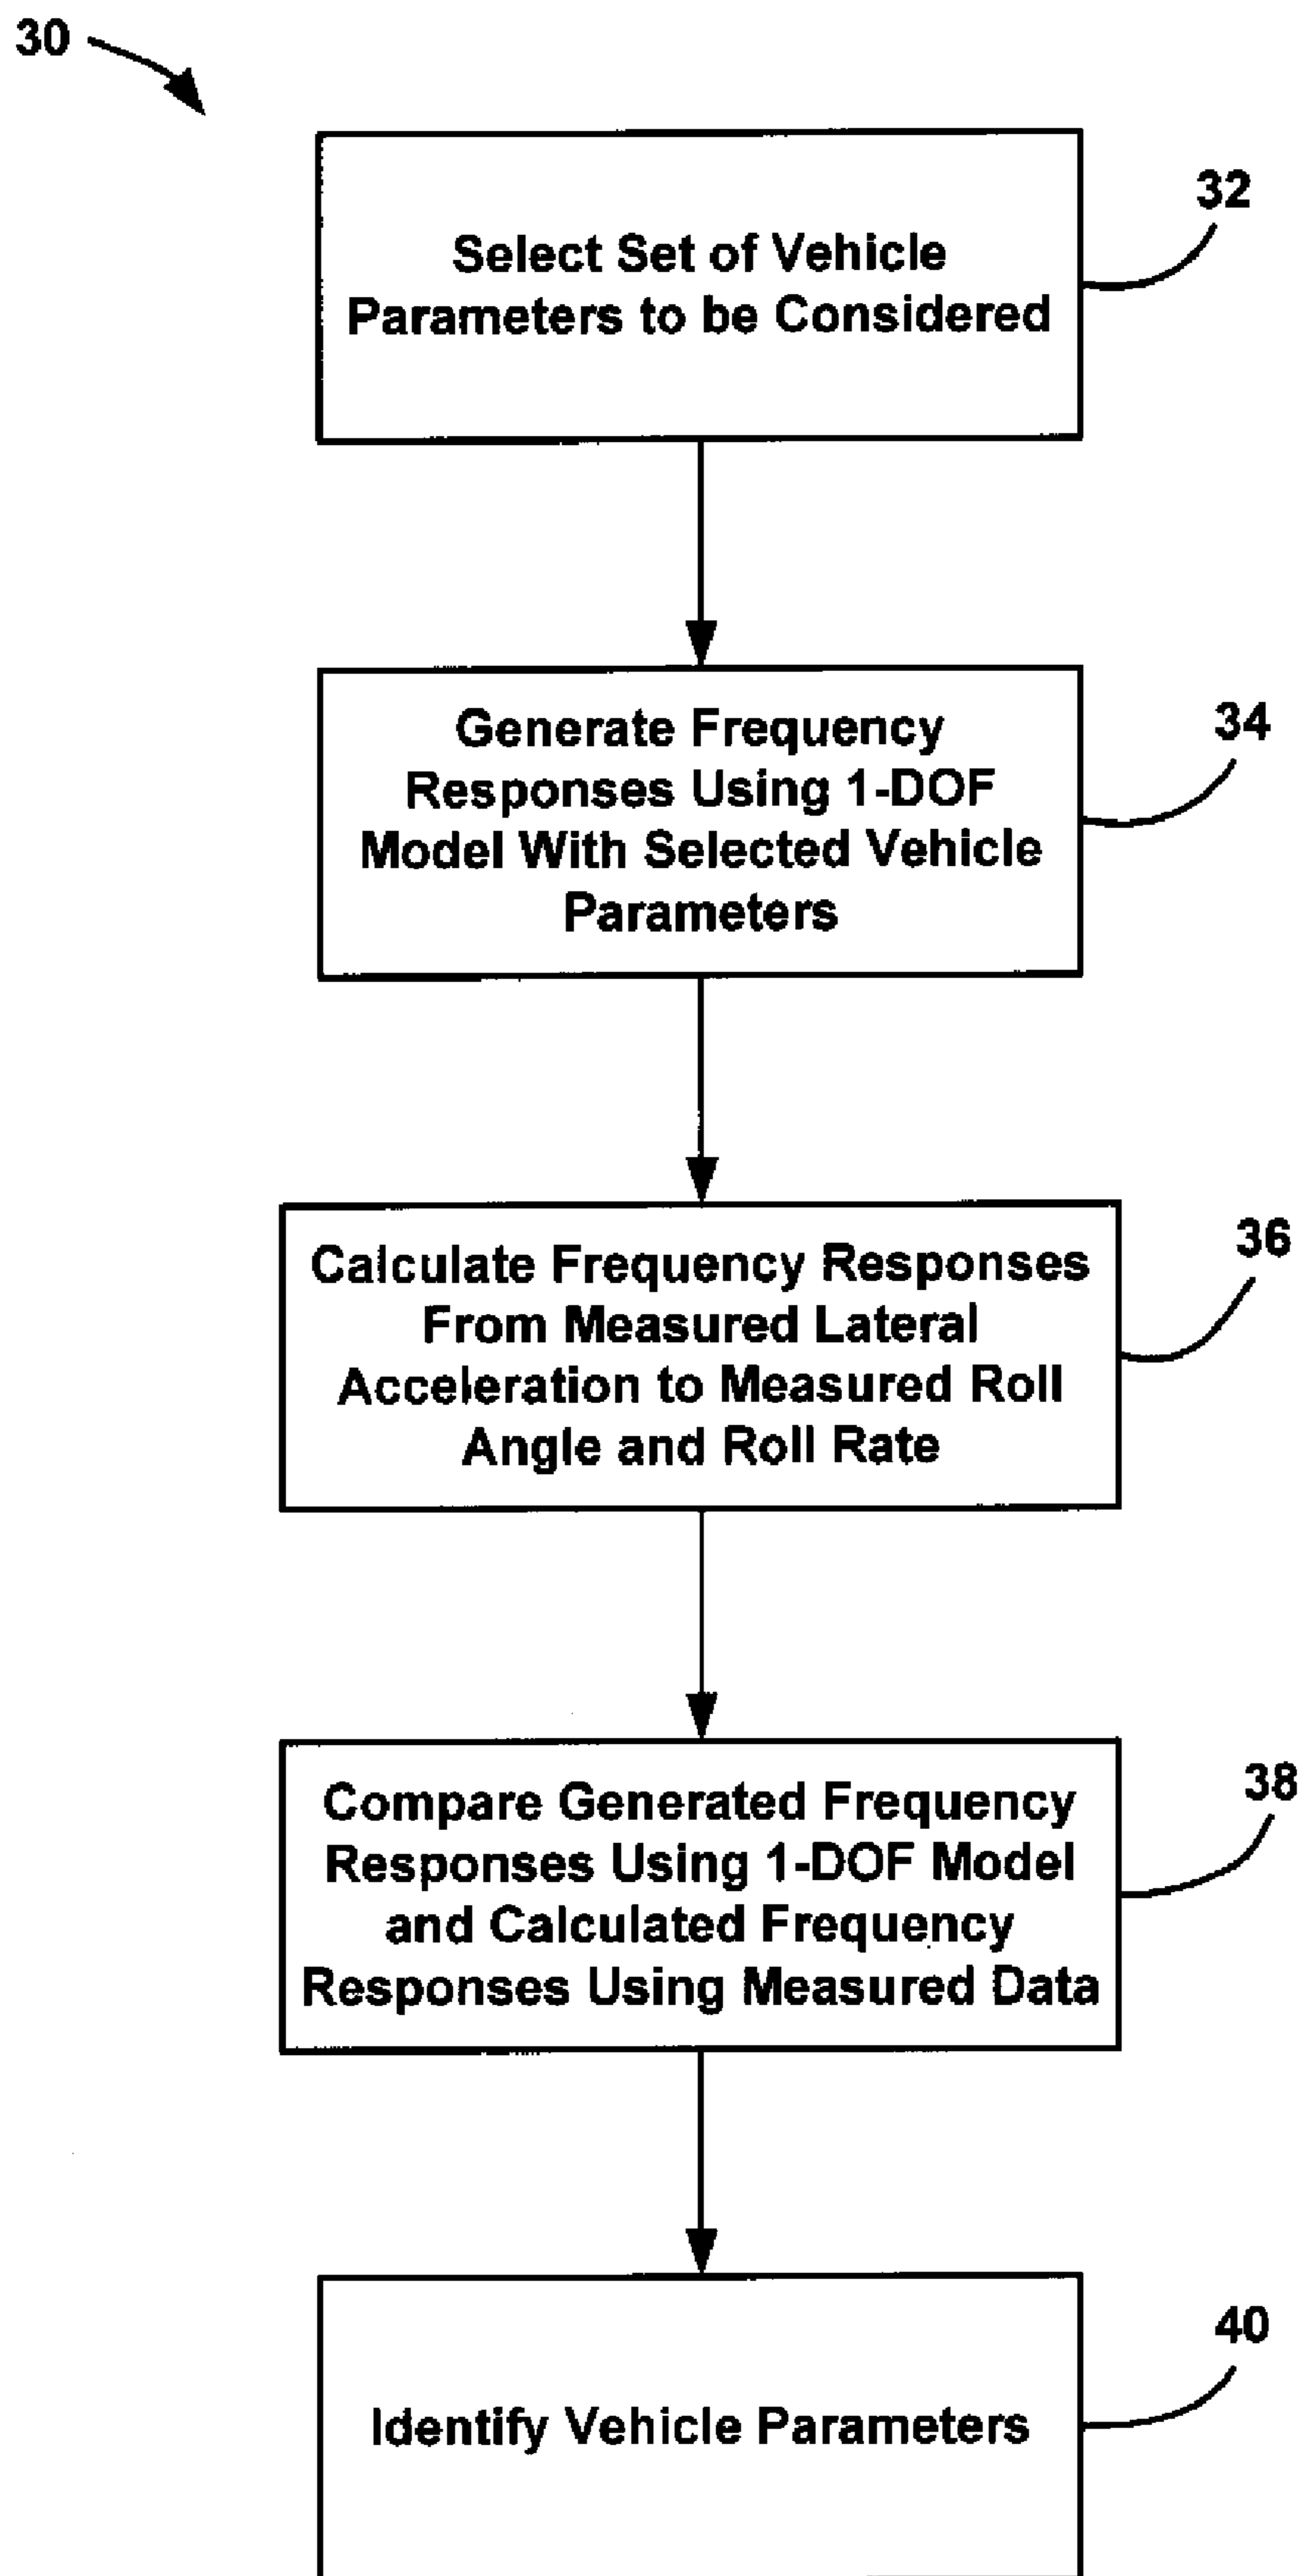 30
32
Select Set of Vehicle
Parameters to be Considered
34
Generate Frequency
Responses Using 1-DOF
Model With Selected Vehicle
Parameters
36
Calculate Frequency Responses
From Measured Lateral
Acceleration to Measured Roll
Angle and Roll Rate
38
Compare Generated Frequency
Responses Using 1-DOF Model
and Calculated Frequency
Responses Using Measured Data
40
Identify Vehicle Parameters